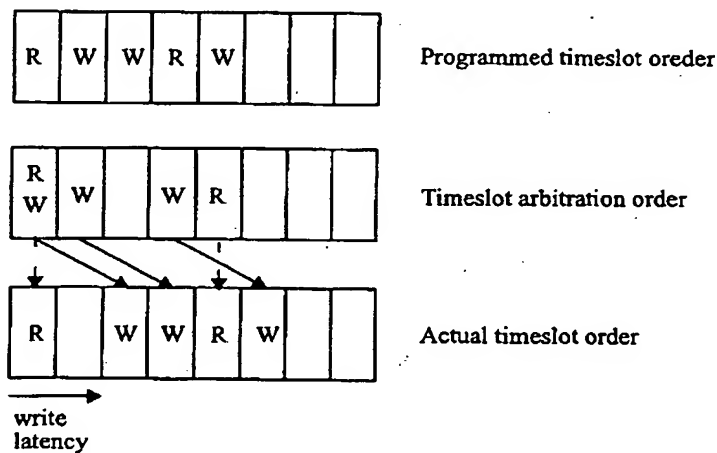 R W W R W Programmed timeslot oreder
R
W W W R Timeslot arbitration order
R W W R W Actual timeslot order
write
latency